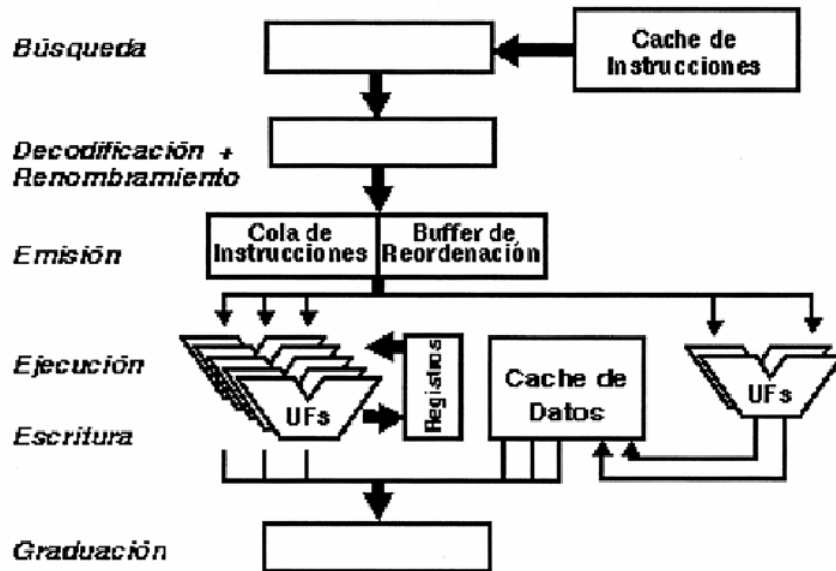 Búsqueda
Cache de
Instrucciones
Decodificación +
Renombramiento
Emisión
Cola de
Instrucciones
Buffer de
Reordenación
Ejecución
UFs
Registros
Cache de
Datos
UFs
Escritura
Graduación